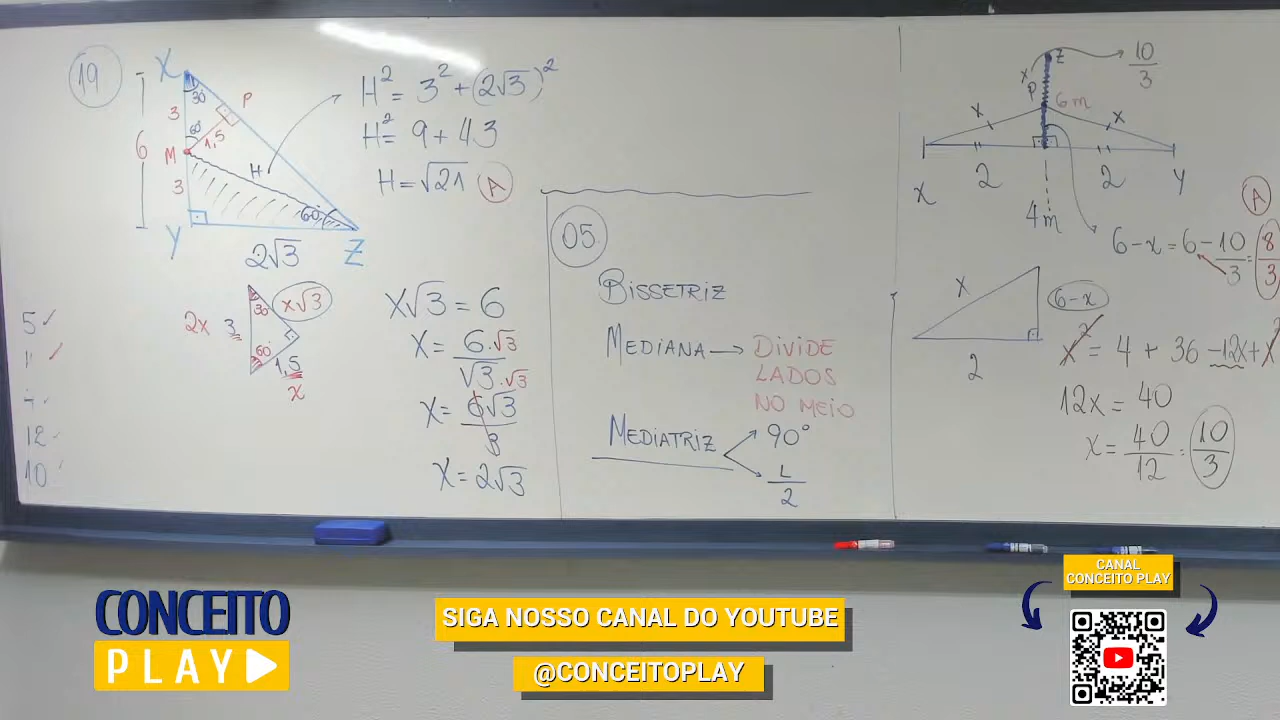 19
X
30
3
60
P
1,5
6
M
H
3
60°
Y
2√3
Z
H² = 3² + (2√3)²
H² = 9 + 4.3
H = √21 A
2x
3
30
x√3
60°
1,5
x
x√3 = 6
x = 6.√3
√3.√3
x = 6√3
3
x = 2√3
5 ✓
12
10
05
BISSETRIZ
MEDIANA → DIVIDE
LADOS
NO MEIO
MEDIATRIZ
90°
L
2
Z
10
3
x
P
6m
x
x
2
2
X
Y
4m
A
6-x = 6 - 10 = 8
3 3
x
6-x
2
x² = 4 + 36 - 12x + x²
12x = 40
x = 40 : 10
12 3
CONCEITO
PLAY
SIGA NOSSO CANAL DO YOUTUBE
@CONCEITOPLAY
CANAL
CONCEITO PLAY